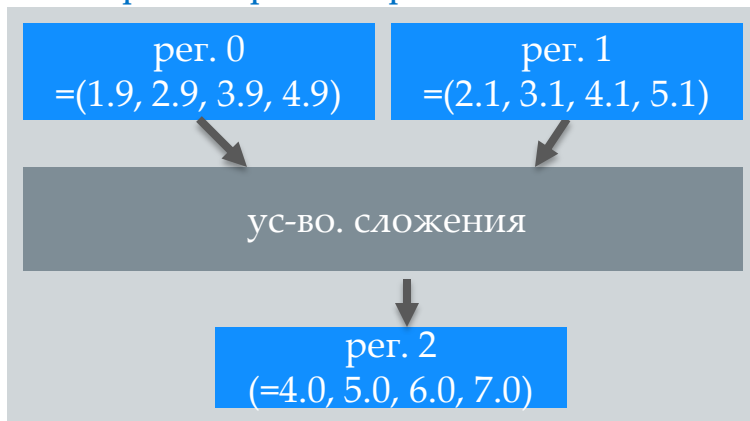 рег. 0
=(1.9, 2.9, 3.9, 4.9)
рег. 1
=(2.1, 3.1, 4.1, 5.1)
ус-во. сложения
рег. 2
(=4.0, 5.0, 6.0, 7.0)